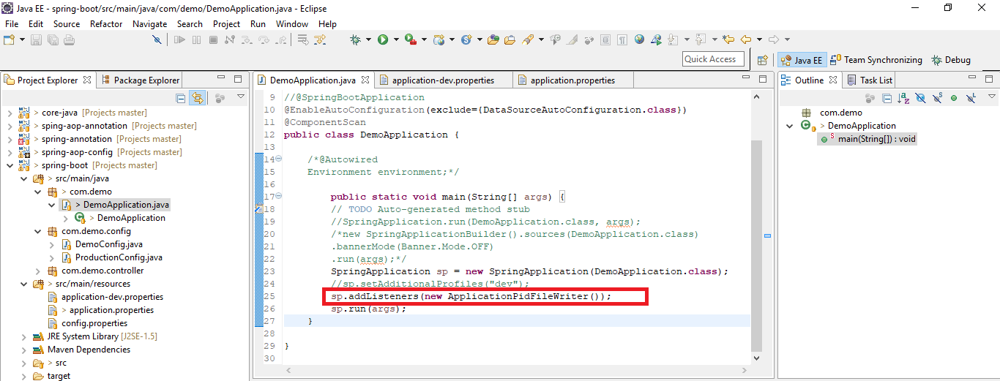 Java EE - spring-boot/src/main/java/com/demo/DemoApplication.java - Eclipse
File Edit Source Refactor Navigate Search Project Run Window Help
Quick Access
Java EE
Team Synchronizing
Debug
Project Explorer
Package Explorer
> core-java [Projects master]
> sping-aop-annotation [Projects master]
> spring-annotation [Projects master]
> spring-aop-config [Projects master]
> spring-boot [Projects master]
> src/main/java
> com.demo
> DemoApplication.java
> DemoApplication
com.demo.config
DemoConfig.java
ProductionConfig.java
com.demo.controller
> src/main/resources
application-dev.properties
> application.properties
config.properties
JRE System Library [J2SE-1.5]
Maven Dependencies
> src
target
DemoApplication.java
application-dev.properties
application.properties
9 //@SpringBootApplication
10 @EnableAutoConfiguration(exclude={DataSourceAutoConfiguration.class})
11 @ComponentScan
12 public class DemoApplication {
13
14 /*@Autowired
15 Environment environment;*/
16
17 public static void main(String[] args) {
18 // TODO Auto-generated method stub
19 //SpringApplication.run(DemoApplication.class, args);
20 /*new SpringApplicationBuilder().sources(DemoApplication.class)
21 .bannerMode(Banner.Mode.OFF)
22 .run(args);*/
23 SpringApplication sp = new SpringApplication(DemoApplication.class);
24 //sp.setAdditionalProfiles("dev");
25 sp.addListeners(new ApplicationPidFileWriter());
26 sp.run(args);
27 }
28
29 }
30
Outline
Task List
com.demo
> DemoApplication
main(String[]) : void